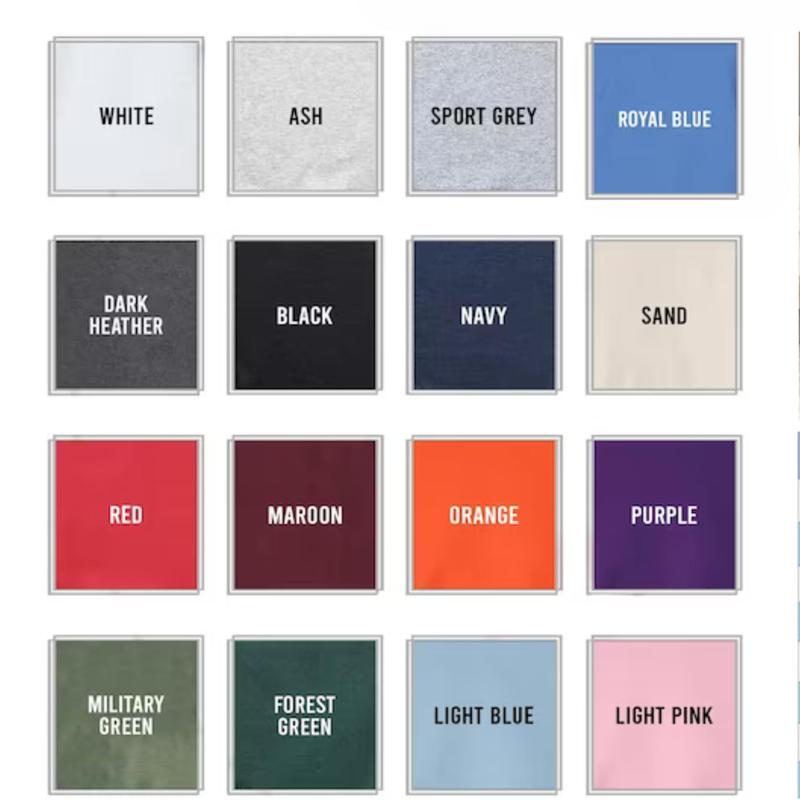 WHITE
ASH
SPORT GREY
ROYAL BLUE
DARK
HEATHER
BLACK
NAVY
SAND
RED
MAROON
ORANGE
PURPLE
MILITARY
GREEN
FOREST
GREEN
LIGHT BLUE
LIGHT PINK